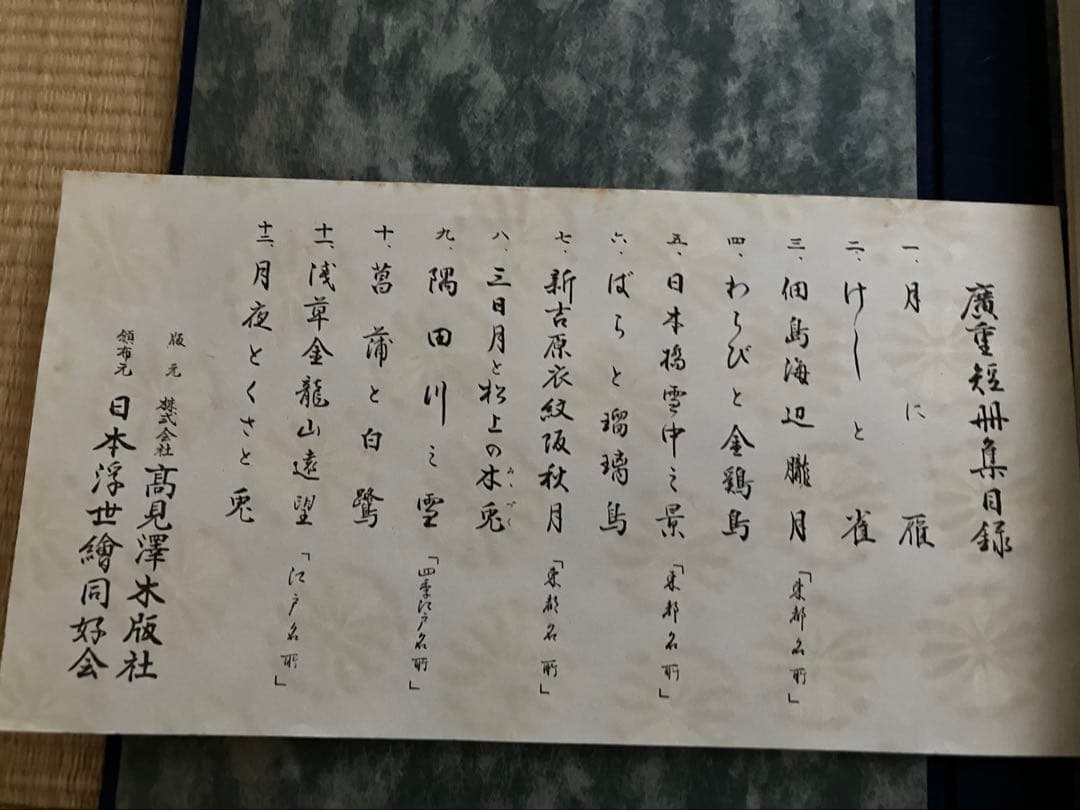 廣重短冊集目録
一、月に雁
二、けしと雀
三、佃島海辺朧月「東都名所」
四、わらびと金鶏鳥
五、日本橋雪中之景「東都名所」
六、ばらと瑠璃鳥
七、新吉原衣紋阪秋月「東都名所」
八、三日月と松上の木兎
みゝづく
九、隅田川之雪「四季江戸名所」
十、菖蒲と白鷺
十一、浅草金龍山遠望「江戸名所」
十二、月夜とくさと兎
版元 株式会社 高見澤木版社
頒布元 日本浮世繪同好会